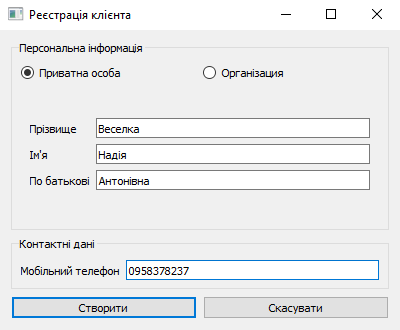 Реєстрація клієнта
Персональна інформація
Приватна особа Організация
Прізвище Веселка
Ім'я Надія
По батькові Антонівна
Контактні дані
Мобільний телефон 0958378237
Створити Скасувати